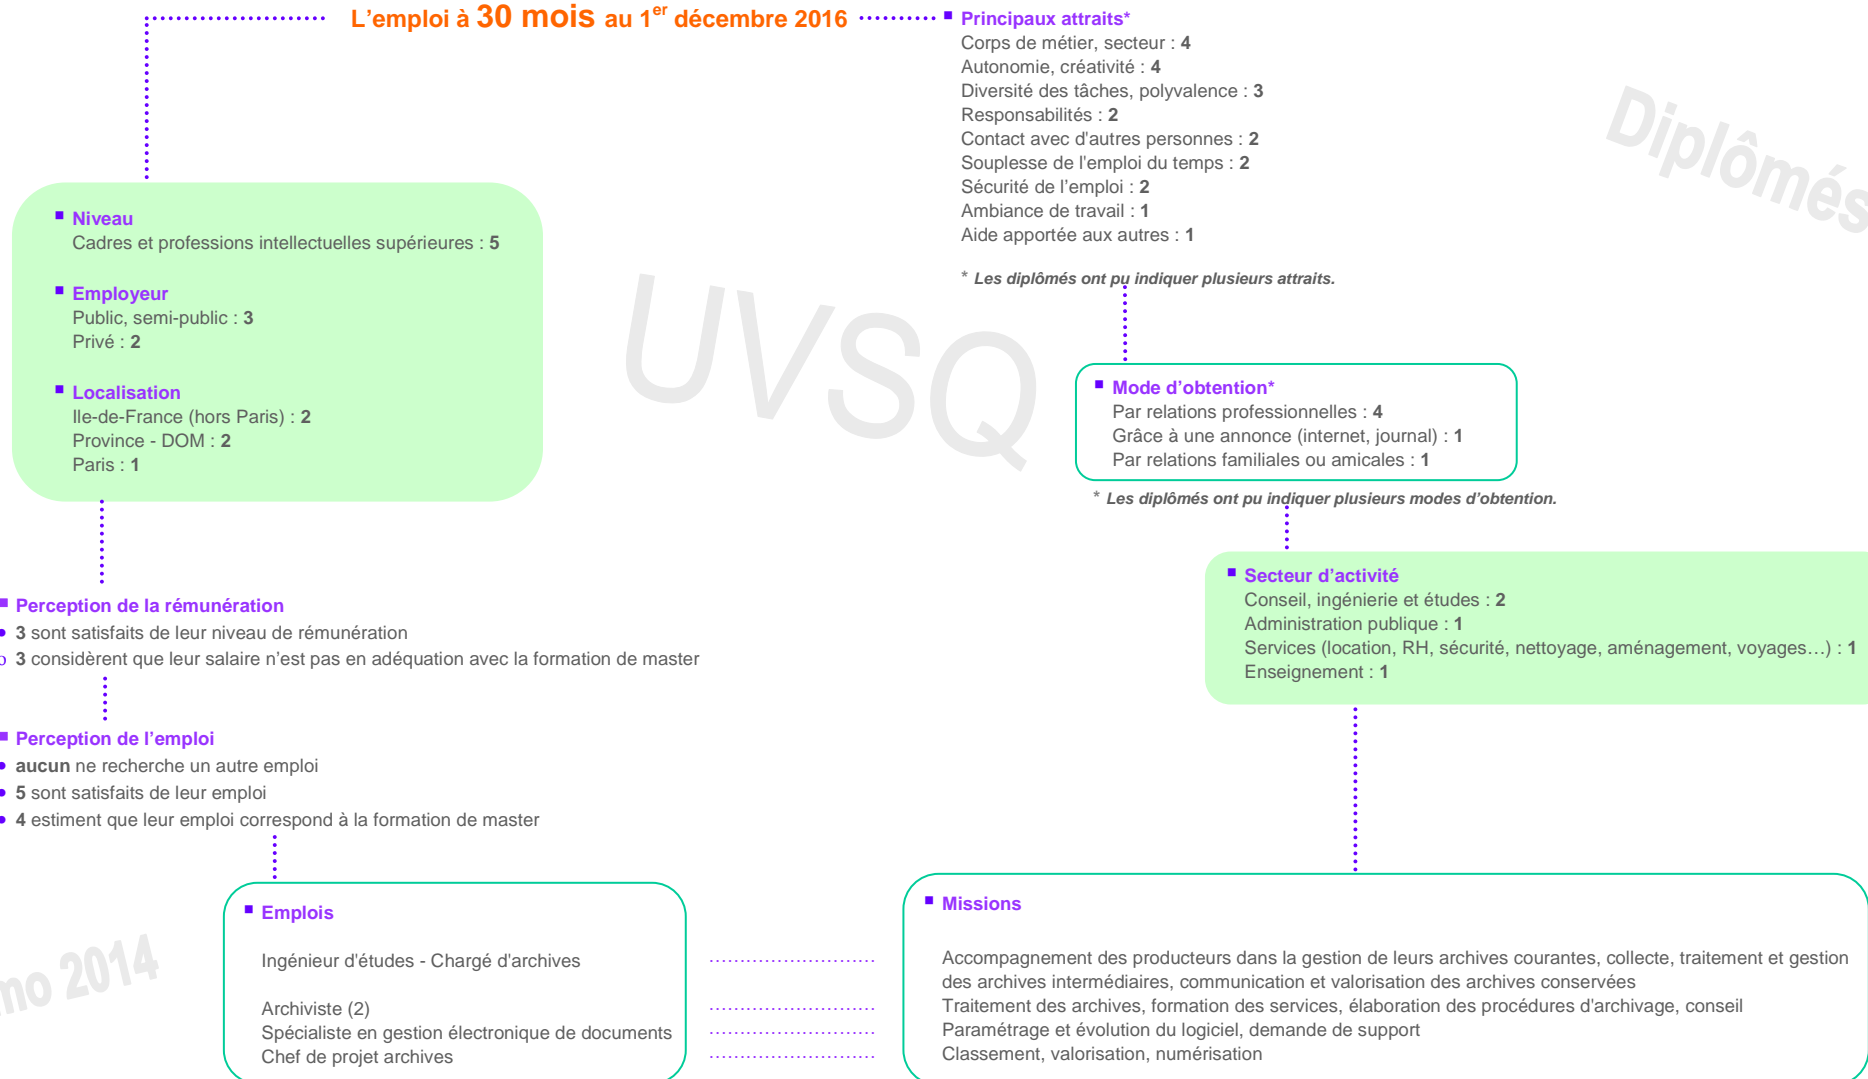 L'emploi à 30 mois au 1er décembre 2016
Principaux attraits*
Corps de métier, secteur : 4
Autonomie, créativité : 4
Diversité des tâches, polyvalence : 3
Responsabilités : 2
Contact avec d'autres personnes : 2
Souplesse de l'emploi du temps : 2
Sécurité de l'emploi : 2
Ambiance de travail : 1
Aide apportée aux autres : 1
* Les diplômés ont pu indiquer plusieurs attraits.
Diplômés
Niveau
Cadres et professions intellectuelles supérieures : 5
Employeur
Public, semi-public : 3
Privé : 2
Localisation
Ile-de-France (hors Paris) : 2
Province - DOM : 2
Paris : 1
UVSQ
Mode d'obtention*
Par relations professionnelles : 4
Grâce à une annonce (internet, journal) : 1
Par relations familiales ou amicales : 1
* Les diplômés ont pu indiquer plusieurs modes d'obtention.
Secteur d'activité
Conseil, ingénierie et études : 2
Administration publique : 1
Services (location, RH, sécurité, nettoyage, aménagement, voyages…) : 1
Enseignement : 1
Perception de la rémunération
3 sont satisfaits de leur niveau de rémunération
3 considèrent que leur salaire n'est pas en adéquation avec la formation de master
Perception de l'emploi
aucun ne recherche un autre emploi
5 sont satisfaits de leur emploi
4 estiment que leur emploi correspond à la formation de master
Emplois
Ingénieur d'études - Chargé d'archives
Archiviste (2)
Spécialiste en gestion électronique de documents
Chef de projet archives
Missions
Accompagnement des producteurs dans la gestion de leurs archives courantes, collecte, traitement et gestion
des archives intermédiaires, communication et valorisation des archives conservées
Traitement des archives, formation des services, élaboration des procédures d'archivage, conseil
Paramétrage et évolution du logiciel, demande de support
Classement, valorisation, numérisation
2014